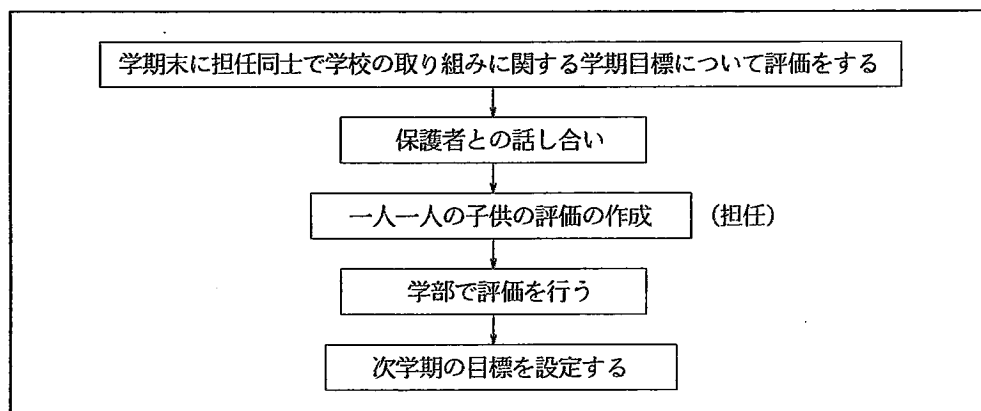 学期末に担任同士で学校の取り組みに関する学期目標について評価をする
保護者との話し合い
一人一人の子供の評価の作成 (担任)
学部で評価を行う
次学期の目標を設定する